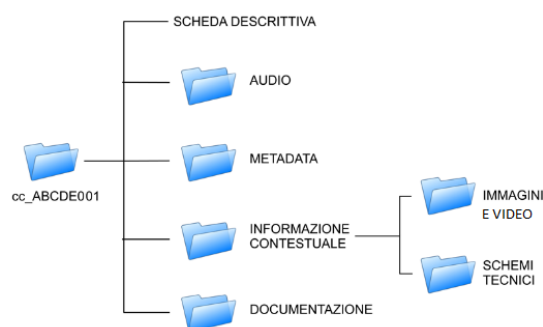 SCHEDA DESCRITTIVA
AUDIO
METADATA
cc_ABCDE001
INFORMAZIONE
CONTESTUALE
IMMAGINI
E VIDEO
SCHEMI
TECNICI
DOCUMENTAZIONE